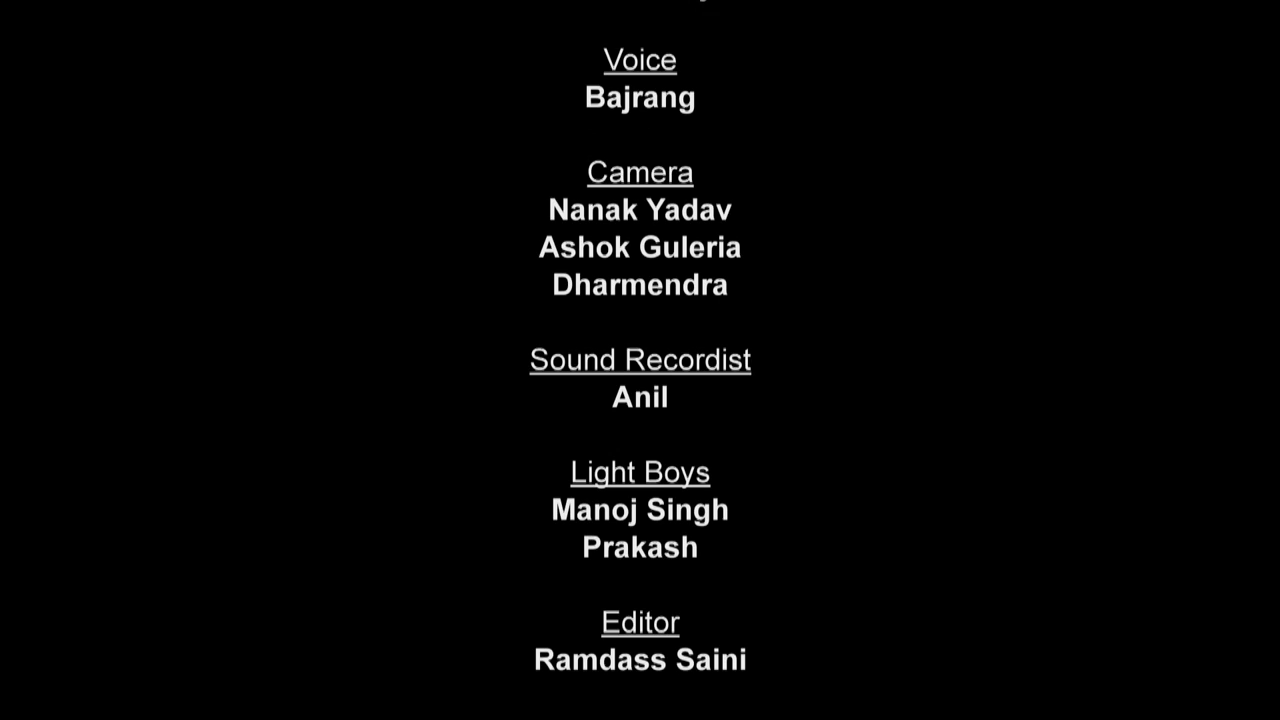 Voice
Bajrang
Camera
Nanak Yadav
Ashok Guleria
Dharmendra
Sound Recordist
Anil
Light Boys
Manoj Singh
Prakash
Editor
Ramdass Saini